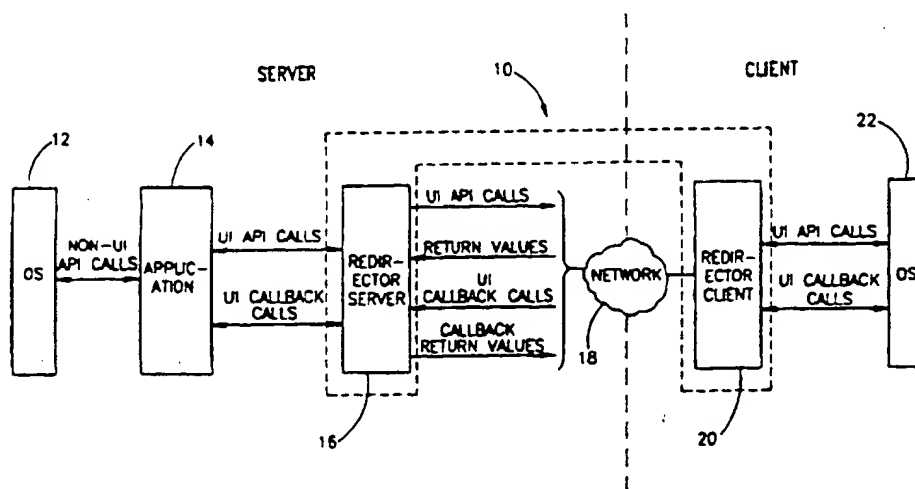 SERVER
CLIENT
10
12
14
22
OS
NON-UI
API CALLS
APPLIC-
ATION
UI API CALLS
UI CALLBACK
CALLS
REDIR-
ECTOR
SERVER
UI API CALLS
RETURN VALUES
UI
CALLBACK CALLS
CALLBACK
RETURN VALUES
NETWORK
18
REDIR-
ECTOR
CLIENT
UI API CALLS
UI CALLBACK
CALLS
OS
16
20